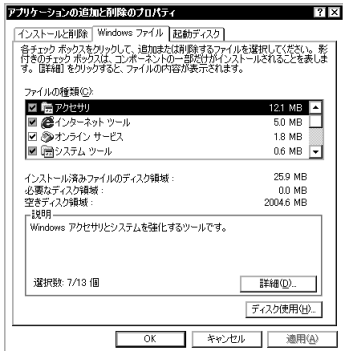 アプリケーションの追加と削除のプロパティ
インストールと削除 Windows ファイル 起動ディスク
各チェック ボックスをクリックして、追加または削除するファイルを選択してください。影
付きのチェック ボックスは、コンポーネントの一部だけがインストールされることを表しま
す。[詳細] をクリックすると、ファイルの内容が表示されます。
ファイルの種類(C):
アクセサリ 12.1 MB
インターネット ツール 5.0 MB
オンライン サービス 1.8 MB
システム ツール 0.6 MB
インストール済みファイルのディスク領域: 25.9 MB
必要なディスク領域: 0.0 MB
空きディスク領域: 2004.6 MB
説明
Windows アクセサリとシステムを強化するツールです。
選択数: 7/13 個 詳細(D)...
ディスク使用(H)...
OK キャンセル 適用(A)